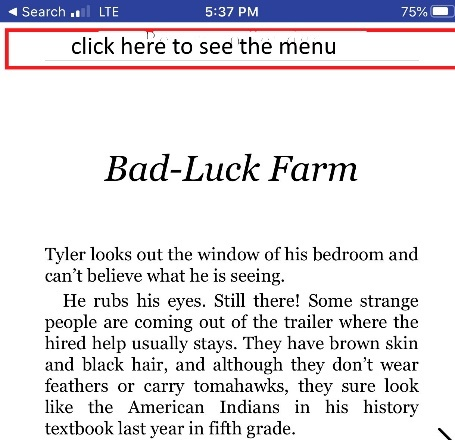 ◀ Search LTE 5:37 PM 75%
click here to see the menu
Bad-Luck Farm
Tyler looks out the window of his bedroom and
can't believe what he is seeing.
He rubs his eyes. Still there! Some strange
people are coming out of the trailer where the
hired help usually stays. They have brown skin
and black hair, and although they don't wear
feathers or carry tomahawks, they sure look
like the American Indians in his history
textbook last year in fifth grade.